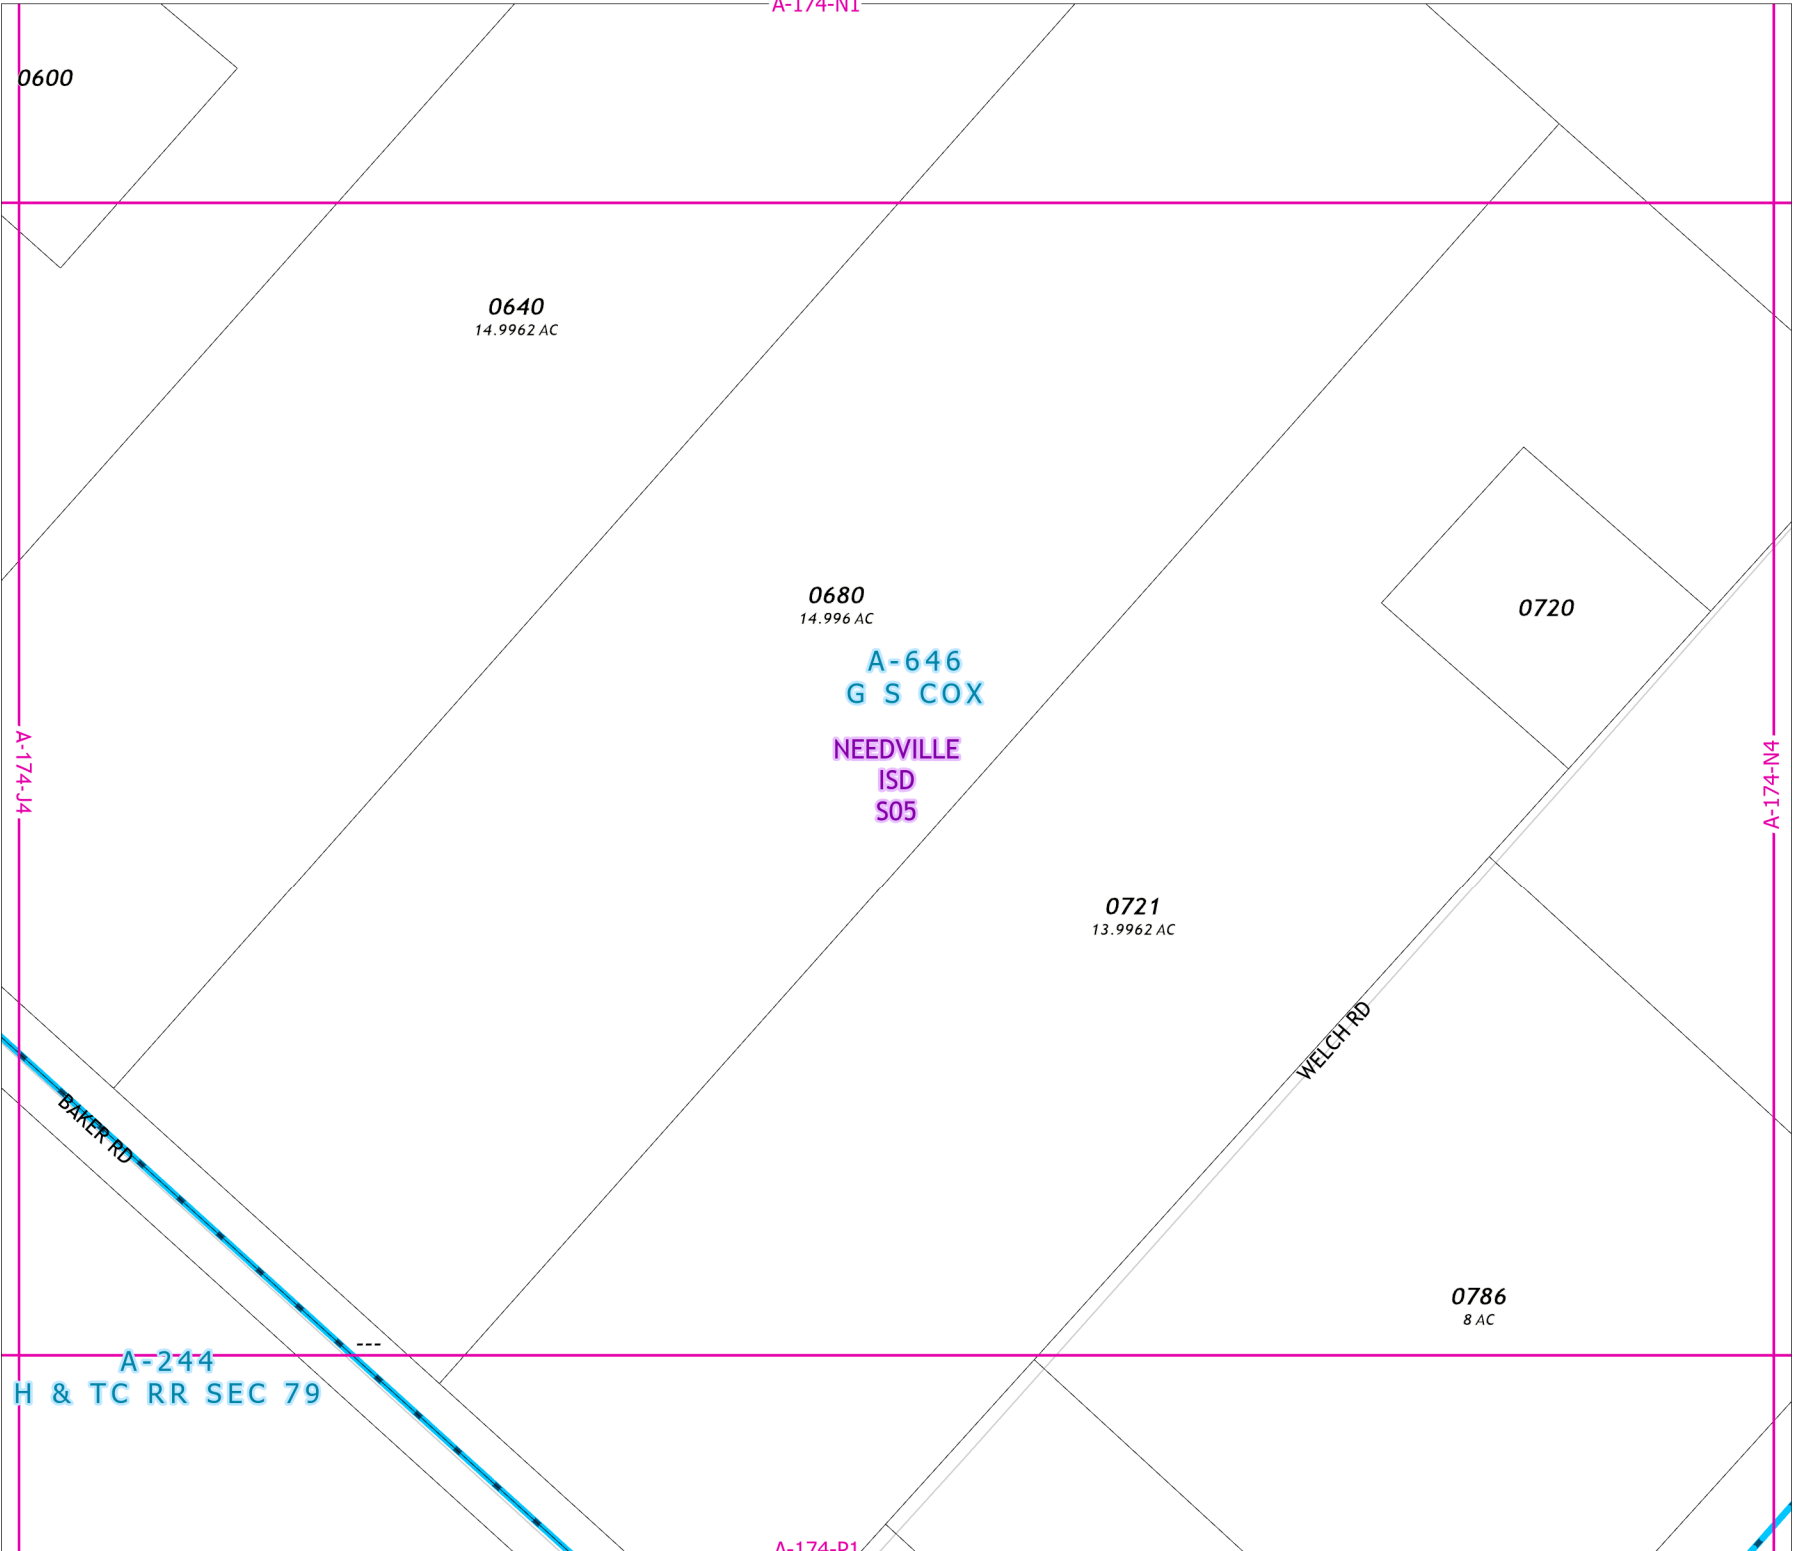 A-174-N1
0600
0640
14.9962 AC
0680
14.996 AC
0720
A-646
G S COX
NEEDVILLE
ISD
S05
A-174-J4
A-174-N4
0721
13.9962 AC
WELCH RD
BAKER RD
0786
8 AC
---
A-244
H & TC RR SEC 79
A-174-P1